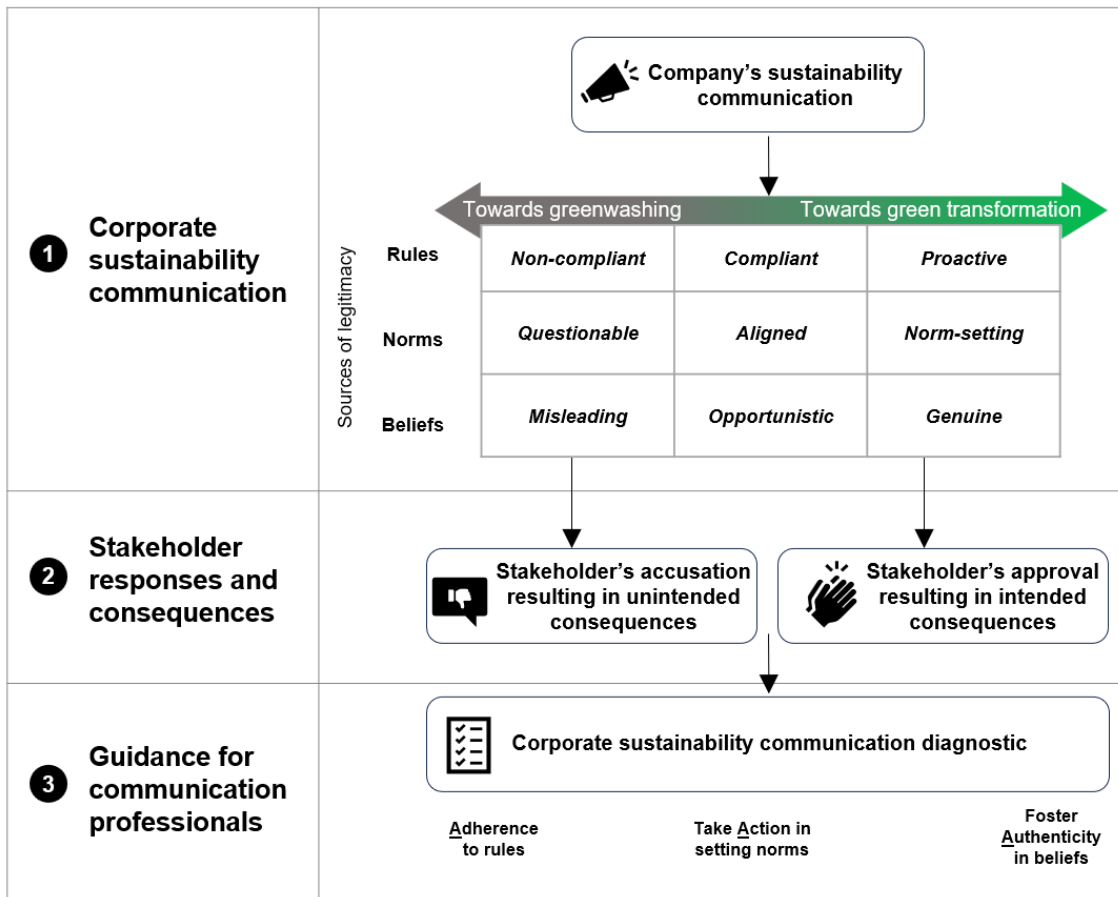 Company's sustainability
communication
Towards greenwashing
Towards green transformation
1
Corporate
sustainability
communication
Sources of legitimacy
Rules
Non-compliant
Compliant
Proactive
Norms
Questionable
Aligned
Norm-setting
Beliefs
Misleading
Opportunistic
Genuine
2
Stakeholder
responses and
consequences
Stakeholder's accusation
resulting in unintended
consequences
Stakeholder's approval
resulting in intended
consequences
3
Guidance for
communication
professionals
Corporate sustainability communication diagnostic
Adherence
to rules
Take Action in
setting norms
Foster
Authenticity
in beliefs